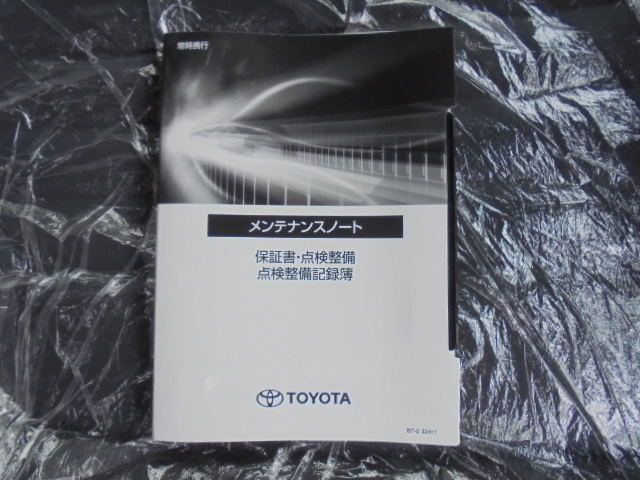 常時携行
メンテナンスノート
保証書・点検整備
点検整備記録簿
TOYOTA